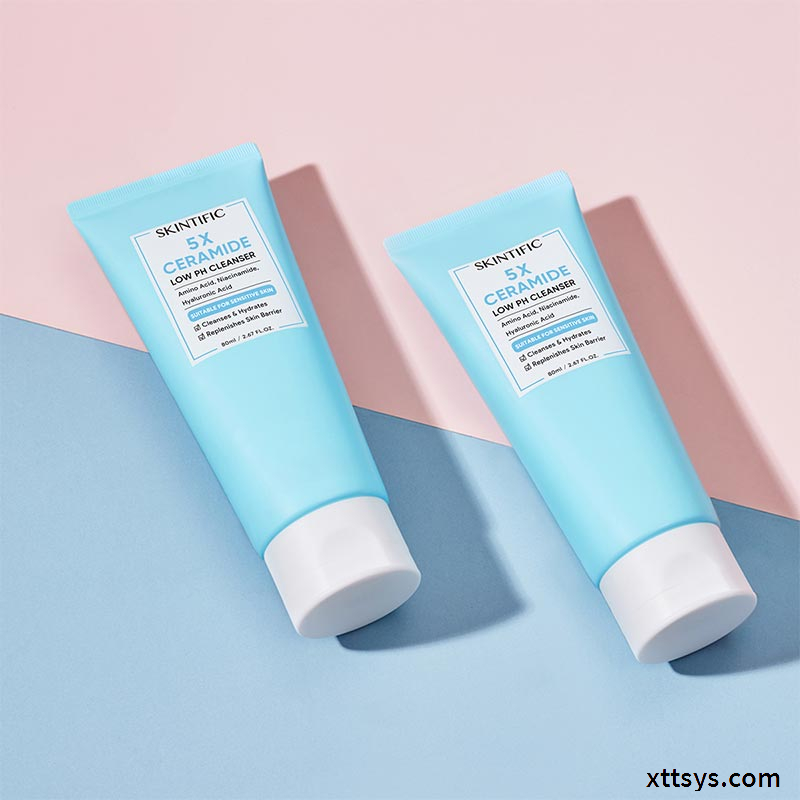 SKINTIFIC
5X
CERAMIDE
LOW PH CLEANSER
Amino Acid, Niacinamide,
Hyaluronic Acid
SUITABLE FOR SENSITIVE SKIN
Cleanses & Hydrates
Replenishes Skin Barrier
80ml / 2.67 FL.OZ.
SKINTIFIC
5X
CERAMIDE
LOW PH CLEANSER
Amino Acid, Niacinamide,
Hyaluronic Acid
SUITABLE FOR SENSITIVE SKIN
Cleanses & Hydrates
Replenishes Skin Barrier
80ml / 2.67 FL.OZ.
xttsys.com